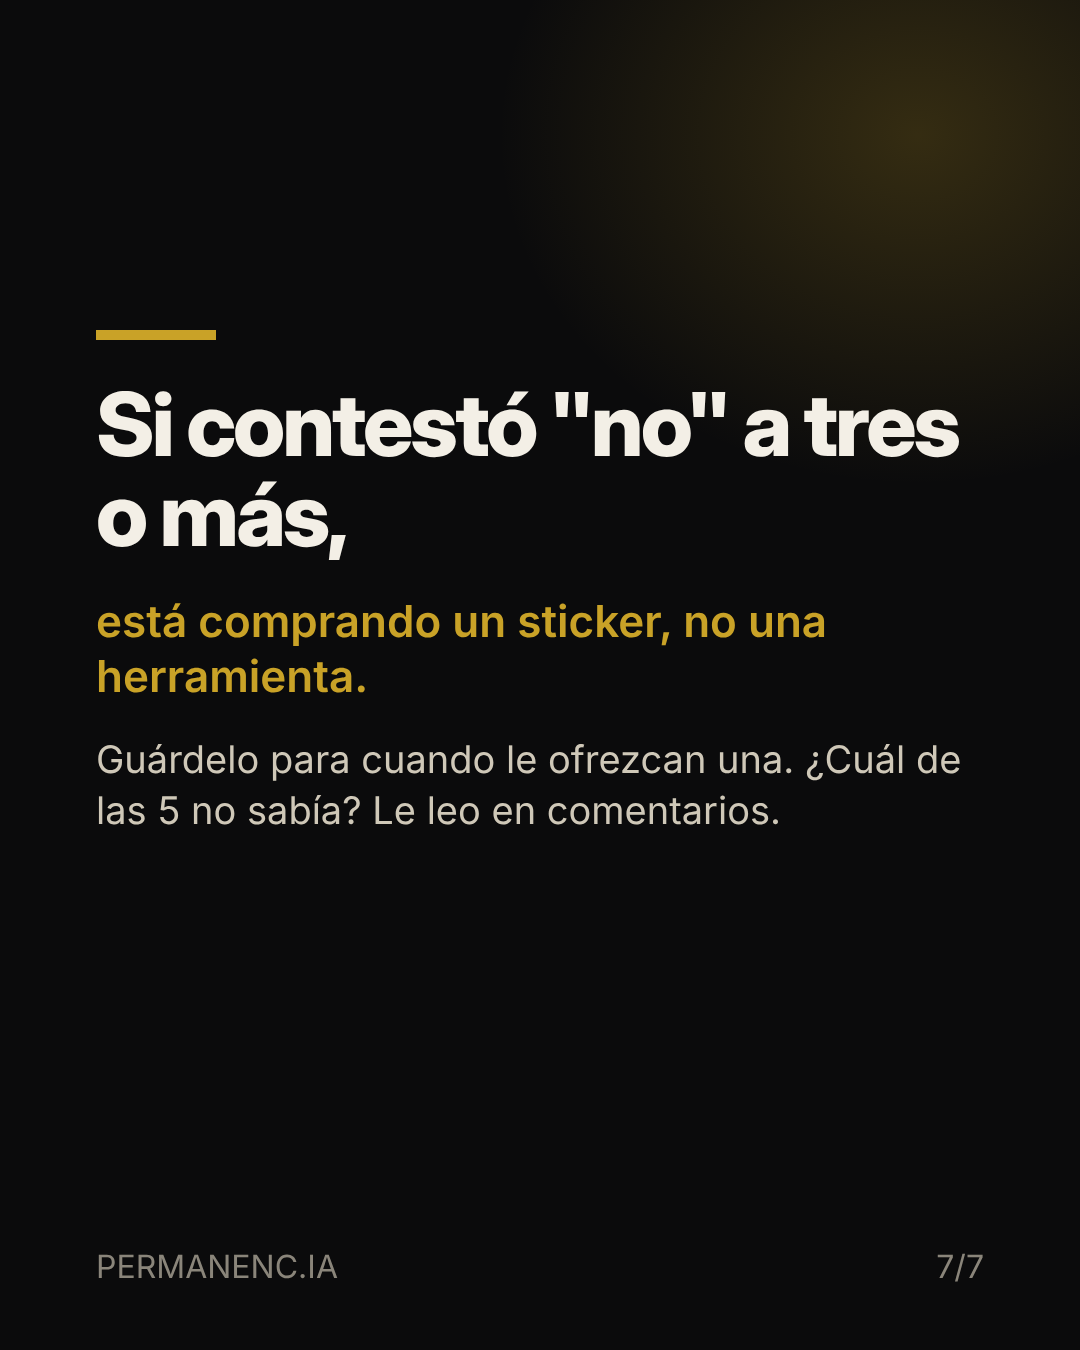 Si contestó "no" a tres
o más,
está comprando un sticker, no una
herramienta.
Guárdelo para cuando le ofrezcan una. ¿Cuál de
las 5 no sabía? Le leo en comentarios.
PERMANENC.IA
7/7